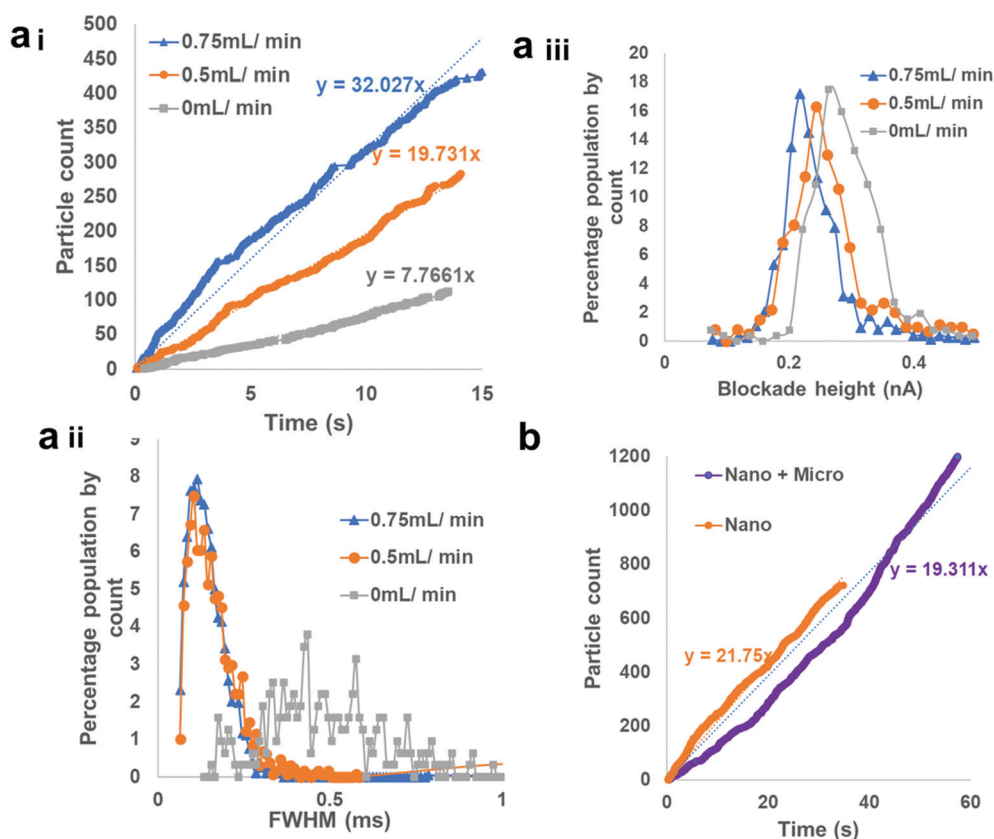 a i
500
450
400
350
300
250
200
150
100
50
0
Particle count
0.75mL/ min
0.5mL/ min
0mL/ min
y = 32.027x
y = 19.731x
y = 7.7661x
0 5 10 15
Time (s)
a iii
20
18
16
14
12
10
8
6
4
2
0
Percentage population by
count
0.75mL/ min
0.5mL/ min
0mL/ min
0.2 0.4
Blockade height (nA)
a ii
9
8
7
6
5
4
3
2
1
0
Percentage population by
count
0.75mL/ min
0.5mL/ min
0mL/ min
0 0.5 1
FWHM (ms)
b
1200
1000
800
600
400
200
0
Particle count
Nano + Micro
Nano
y = 19.311x
y = 21.75x
0 20 40 60
Time (s)